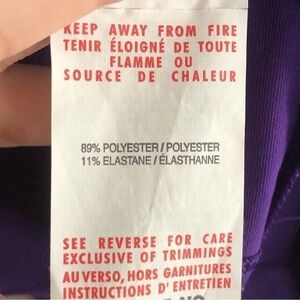 KEEP AWAY FROM FIRE
TENIR ÉLOIGNÉ DE TOUTE
FLAMME OU
SOURCE DE CHALEUR
89% POLYESTER / POLYESTER
11% ELASTANE / ÉLASTHANNE
SEE REVERSE FOR CARE
EXCLUSIVE OF TRIMMINGS
AU VERSO, HORS GARNITURES
INSTRUCTIONS D' ENTRETIEN